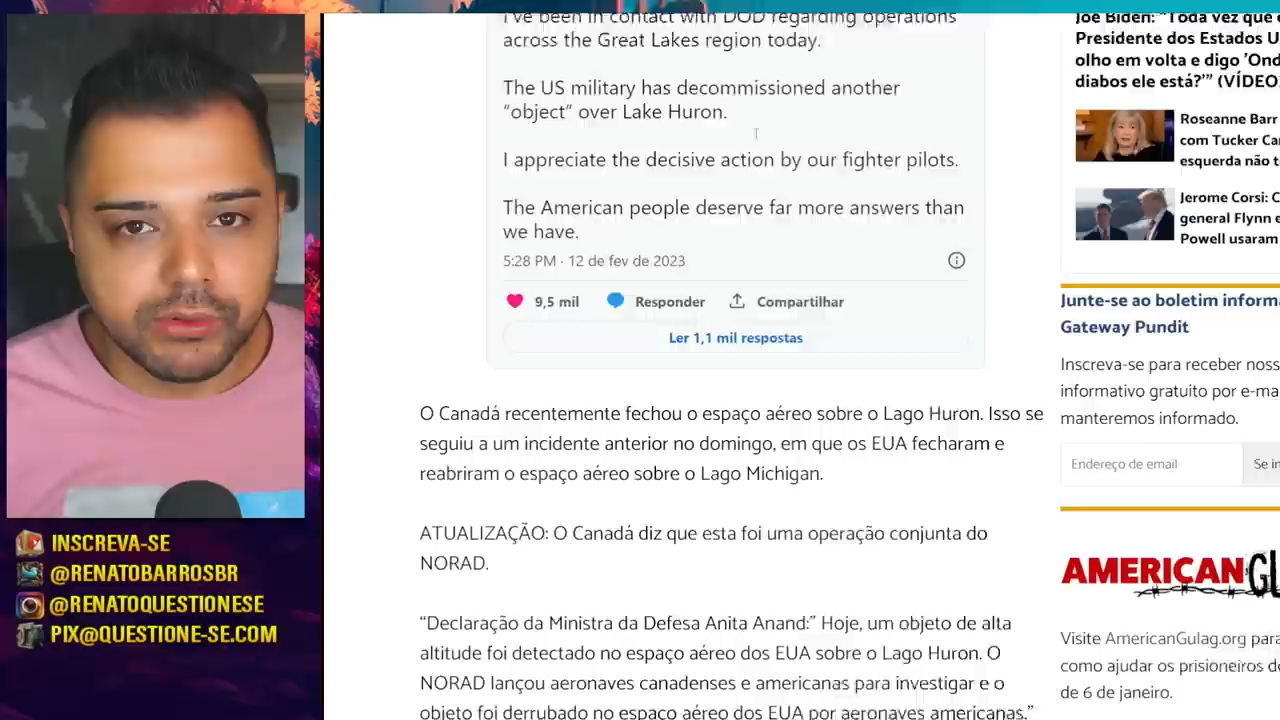 I've been in contact with DOD regarding operations
across the Great Lakes region today.
The US military has decommissioned another
“object” over Lake Huron.
I appreciate the decisive action by our fighter pilots.
The American people deserve far more answers than
we have.
5:28 PM · 12 de fev de 2023
9,5 mil
Responder
Compartilhar
Ler 1,1 mil respostas
O Canadá recentemente fechou o espaço aéreo sobre o Lago Huron. Isso se
seguiu a um incidente anterior no domingo, em que os EUA fecharam e
reabriram o espaço aéreo sobre o Lago Michigan.
ATUALIZAÇÃO: O Canadá diz que esta foi uma operação conjunta do
NORAD.
“Declaração da Ministra da Defesa Anita Anand:” Hoje, um objeto de alta
altitude foi detectado no espaço aéreo dos EUA sobre o Lago Huron. O
NORAD lançou aeronaves canadenses e americanas para investigar e o
objeto foi derrubado no espaço aéreo dos EUA por aeronaves americanas.”
Joe Biden: “Toda vez que
Presidente dos Estados U
olho em volta e digo 'Ond
diabos ele está?'” (VÍDEO
Roseanne Barr
com Tucker Ca
esquerda não t
Jerome Corsi: C
general Flynn e
Powell usaram
Junte-se ao boletim informa
Gateway Pundit
Inscreva-se para receber noss
informativo gratuito por e-ma
manteremos informado.
Endereço de email
Se in
AMERICANGU
Visite AmericanGulag.org para
como ajudar os prisioneiros d
de 6 de janeiro.
INSCREVA-SE
@RENATOBARROSBR
@RENATOQUESTIONESE
PIX@QUESTIONE-SE.COM